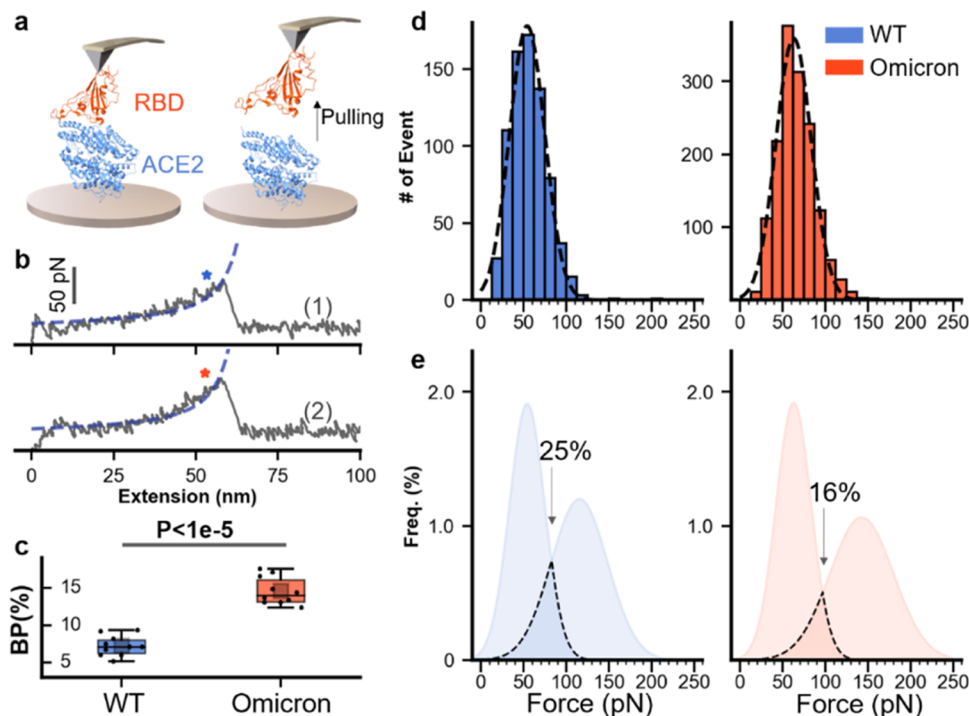 a
RBD
ACE2
Pulling
b
50 pN
(1)
(2)
0 25 50 75 100
Extension (nm)
c
P<1e-5
BP(%)
15
10
5
WT Omicron
d
# of Event
150
100
50
0
0 50 100 150 200 250
300
200
100
0
0 50 100 150 200 250
WT
Omicron
e
Freq. (%)
2.0
1.0
0
25%
0 50 100 150 200 250
Force (pN)
2.0
1.0
0
16%
0 50 100 150 200 250
Force (pN)